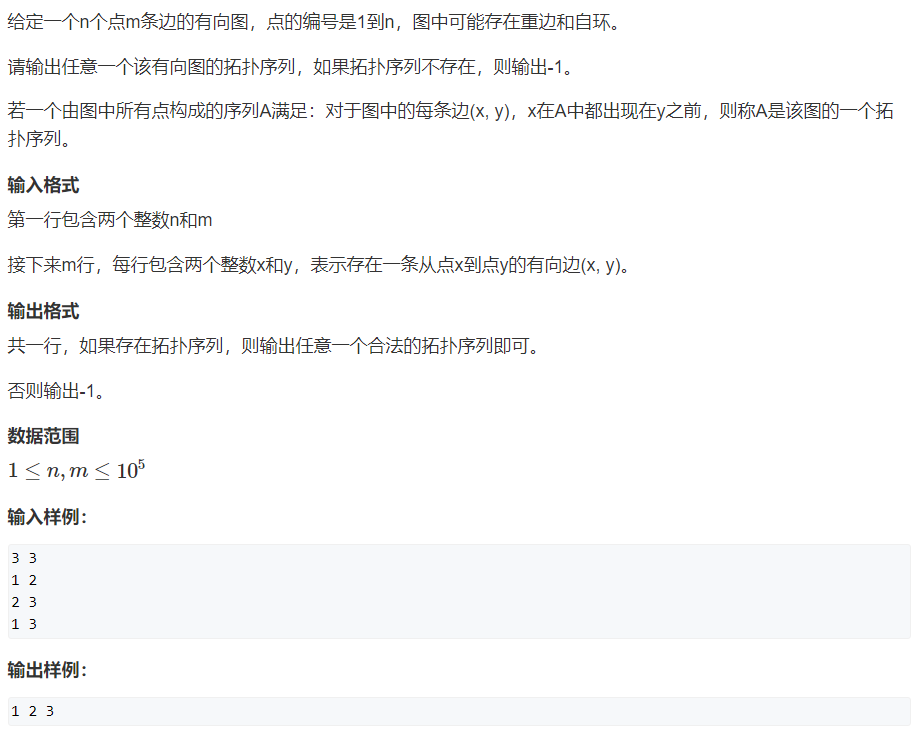 给定一个n个点m条边的有向图，点的编号是1到n，图中可能存在重边和自环。
请输出任意一个该有向图的拓扑序列，如果拓扑序列不存在，则输出-1。
若一个由图中所有点构成的序列A满足：对于图中的每条边(x, y)，x在A中都出现在y之前，则称A是该图的一个拓
扑序列。
输入格式
第一行包含两个整数n和m
接下来m行，每行包含两个整数x和y，表示存在一条从点x到点y的有向边(x, y)。
输出格式
共一行，如果存在拓扑序列，则输出任意一个合法的拓扑序列即可。
否则输出-1。
数据范围
1 ≤ n, m ≤ 10⁵
输入样例：
3 3
1 2
2 3
1 3
输出样例：
1 2 3